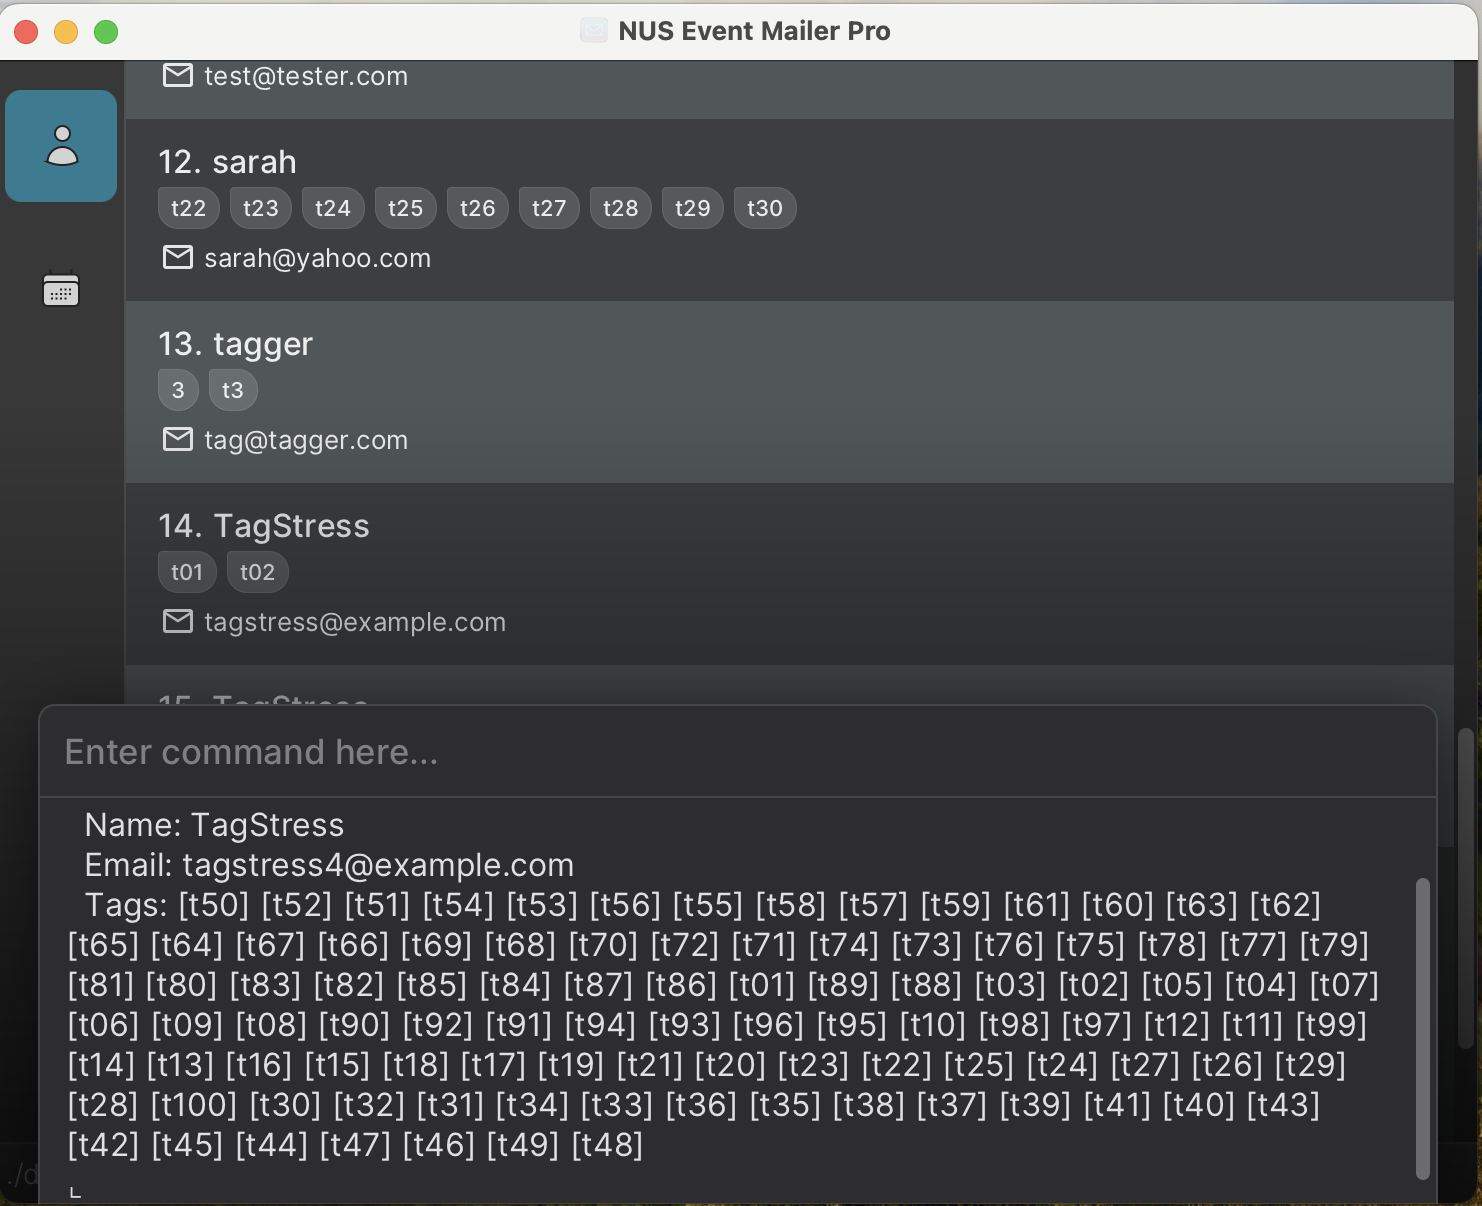 NUS Event Mailer Pro
test@tester.com
12. sarah
t22 t23 t24 t25 t26 t27 t28 t29 t30
sarah@yahoo.com
13. tagger
3 t3
tag@tagger.com
14. TagStress
t01 t02
tagstress@example.com
15. TagStress
Enter command here...
Name: TagStress
Email: tagstress4@example.com
Tags: [t50] [t52] [t51] [t54] [t53] [t56] [t55] [t58] [t57] [t59] [t61] [t60] [t63] [t62]
[t65] [t64] [t67] [t66] [t69] [t68] [t70] [t72] [t71] [t74] [t73] [t76] [t75] [t78] [t77] [t79]
[t81] [t80] [t83] [t82] [t85] [t84] [t87] [t86] [t01] [t89] [t88] [t03] [t02] [t05] [t04] [t07]
[t06] [t09] [t08] [t90] [t92] [t91] [t94] [t93] [t96] [t95] [t10] [t98] [t97] [t12] [t11] [t99]
[t14] [t13] [t16] [t15] [t18] [t17] [t19] [t21] [t20] [t23] [t22] [t25] [t24] [t27] [t26] [t29]
[t28] [t100] [t30] [t32] [t31] [t34] [t33] [t36] [t35] [t38] [t37] [t39] [t41] [t40] [t43]
[t42] [t45] [t44] [t47] [t46] [t49] [t48]
./d